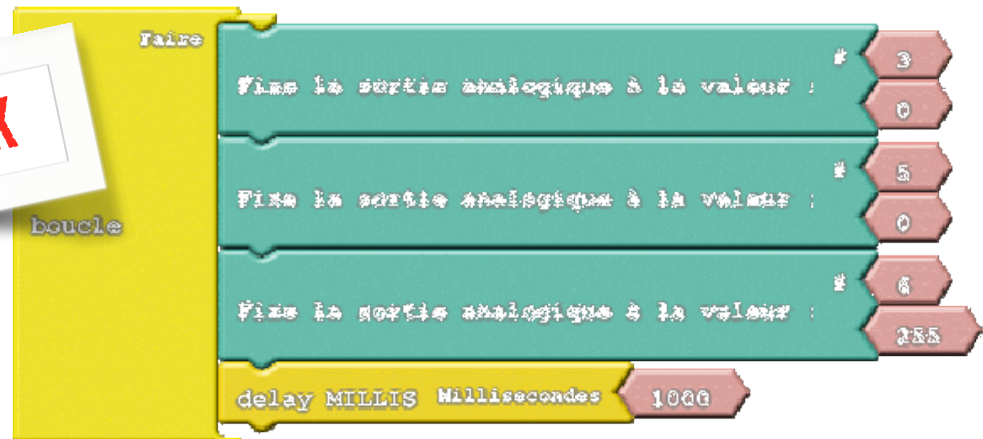 Faire
#
3
Fixe la sortie analogique à la valeur :
0
#
5
Fixe la sortie analogique à la valeur :
0
boucle
#
6
Fixe la sortie analogique à la valeur :
255
delay MILLIS Millisecondes 1000